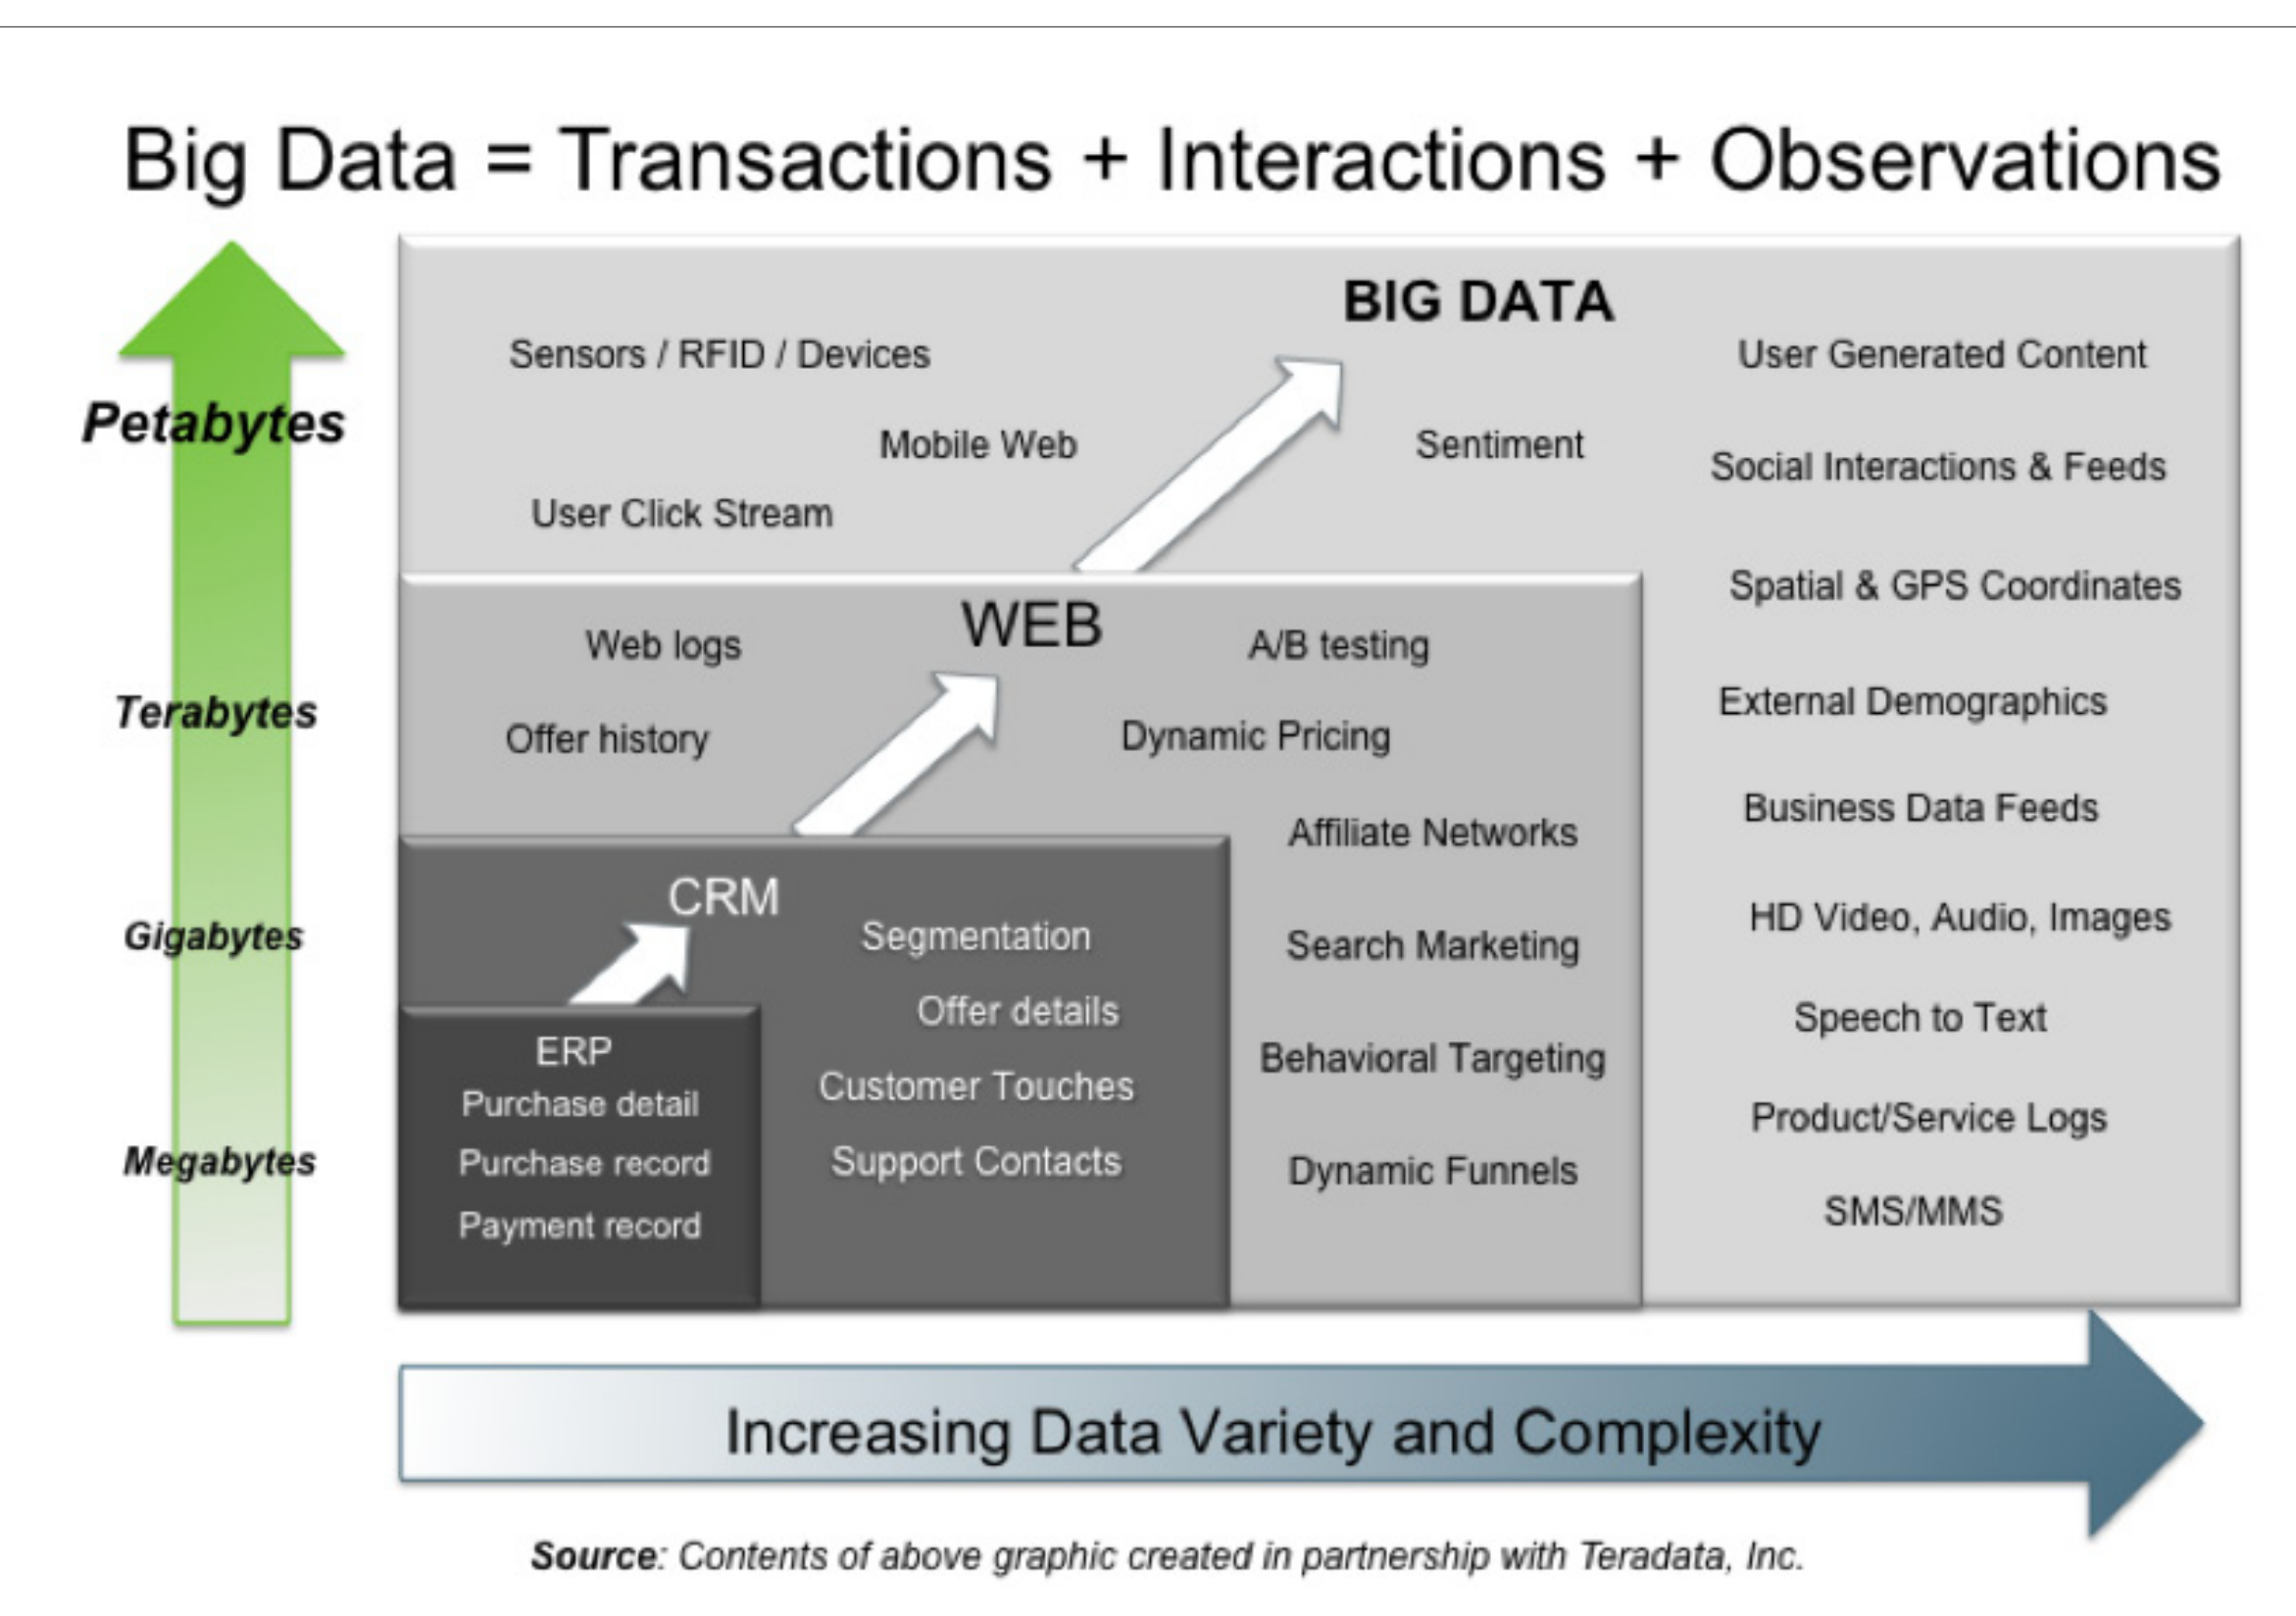 Big Data = Transactions + Interactions + Observations
Petabytes
Terabytes
Gigabytes
Megabytes
BIG DATA
Sensors / RFID / Devices
Mobile Web
User Click Stream
Sentiment
User Generated Content
Social Interactions & Feeds
Spatial & GPS Coordinates
External Demographics
Business Data Feeds
HD Video, Audio, Images
Speech to Text
Product/Service Logs
SMS/MMS
WEB
Web logs
Offer history
A/B testing
Dynamic Pricing
Affiliate Networks
Search Marketing
Behavioral Targeting
Dynamic Funnels
CRM
Segmentation
Offer details
Customer Touches
Support Contacts
ERP
Purchase detail
Purchase record
Payment record
Increasing Data Variety and Complexity
Source: Contents of above graphic created in partnership with Teradata, Inc.